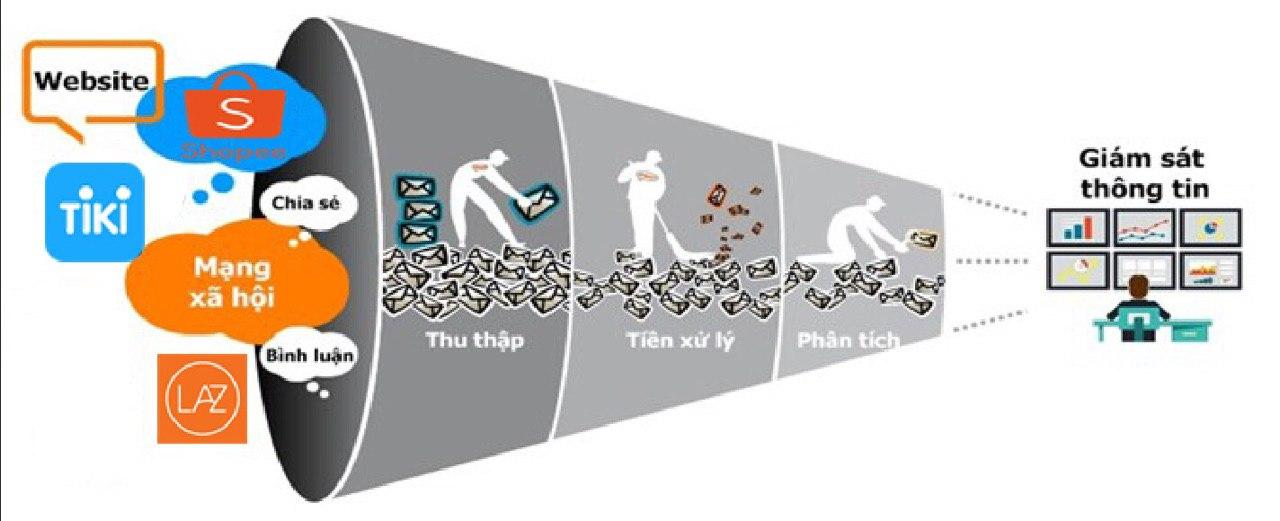 Website
S
Shopee
TiKi
Chia sẻ
Mạng
xã hội
Bình luận
LAZ
Thu thập
Tiền xử lý
Phân tích
Giám sát
thông tin